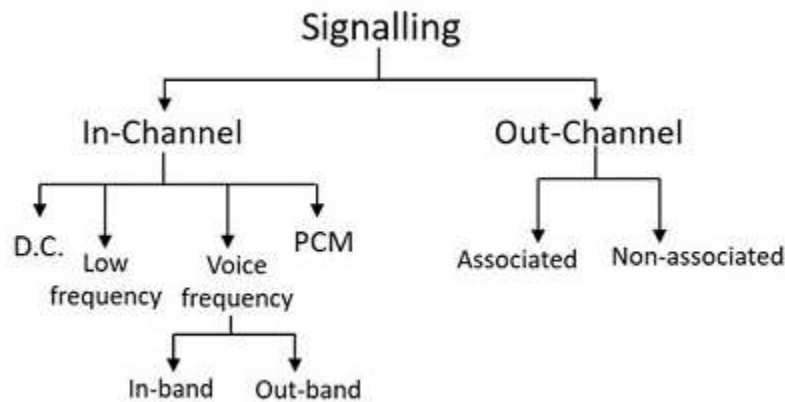 Signalling
In-Channel
Out-Channel
D.C.
Low
frequency
Voice
frequency
PCM
Associated
Non-associated
In-band
Out-band